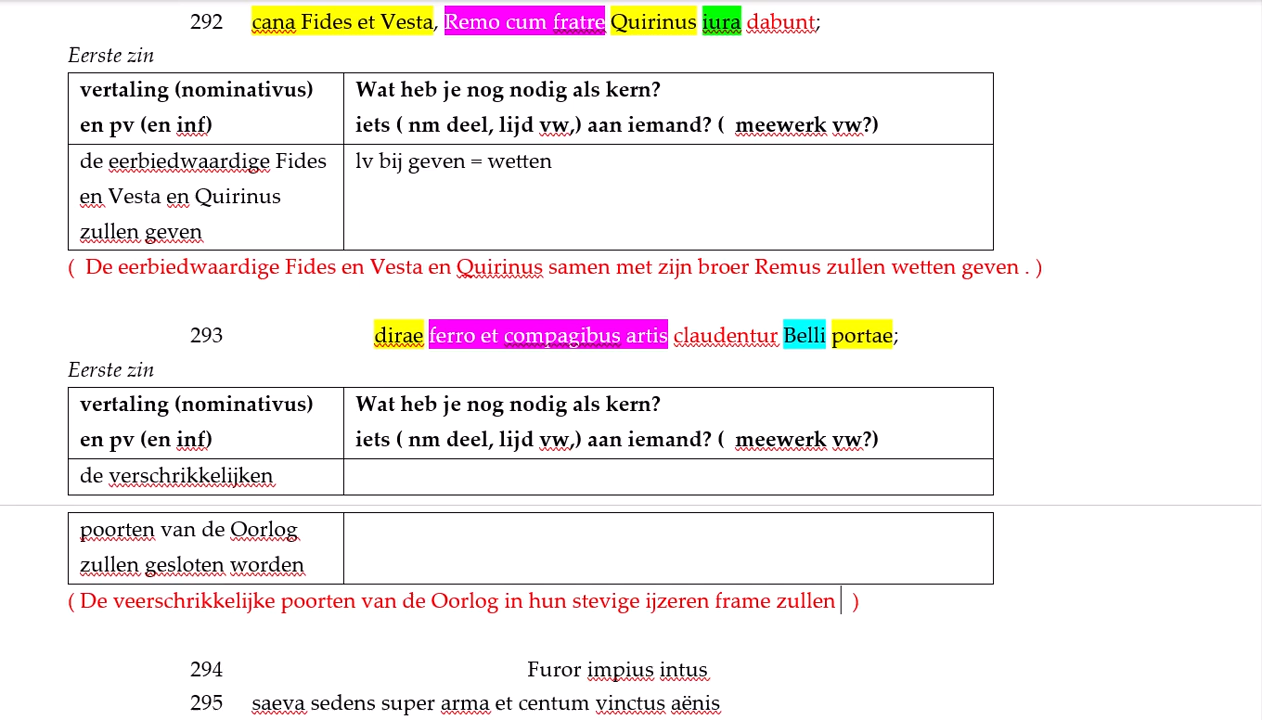 292 cana Fides et Vesta, Remo cum fratre Quirinus iura dabunt;
Eerste zin
vertaling (nominativus) Wat heb je nog nodig als kern?
en pv (en inf) iets ( nm deel, lijd vw,) aan iemand? ( meewerk vw?)
de eerbiedwaardige Fides lv bij geven = wetten
en Vesta en Quirinus
zullen geven
( De eerbiedwaardige Fides en Vesta en Quirinus samen met zijn broer Remus zullen wetten geven . )
293 dirae ferro et compagibus artis claudentur Belli portae;
Eerste zin
vertaling (nominativus) Wat heb je nog nodig als kern?
en pv (en inf) iets ( nm deel, lijd vw,) aan iemand? ( meewerk vw?)
de verschrikkelijken
poorten van de Oorlog
zullen gesloten worden
( De veerschrikkelijke poorten van de Oorlog in hun stevige ijzeren frame zullen )
294 Furor impius intus
295 saeva sedens super arma et centum vinctus aënis